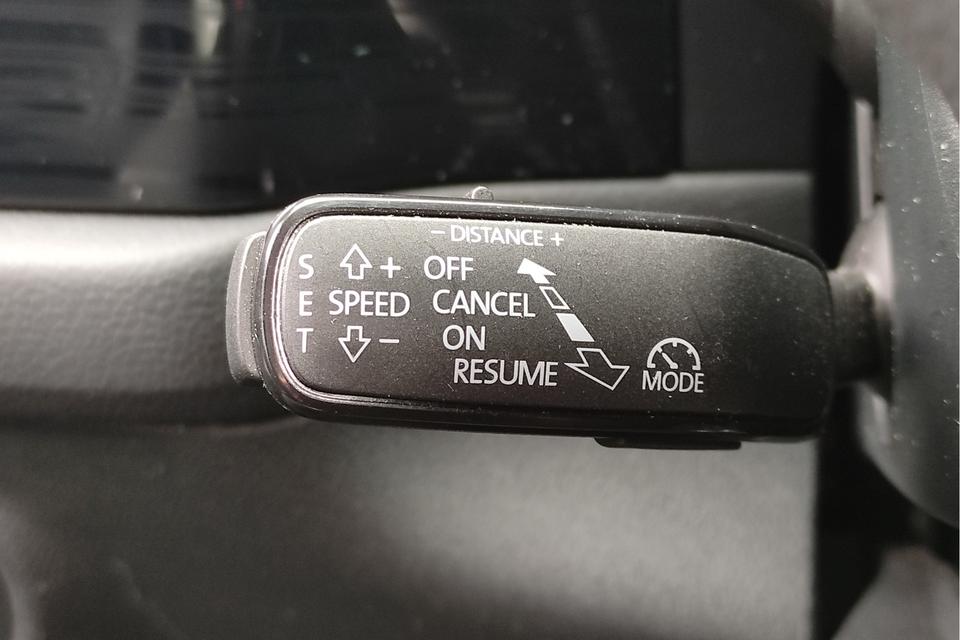 − DISTANCE +
S + OFF
E SPEED CANCEL
T − ON
RESUME
MODE